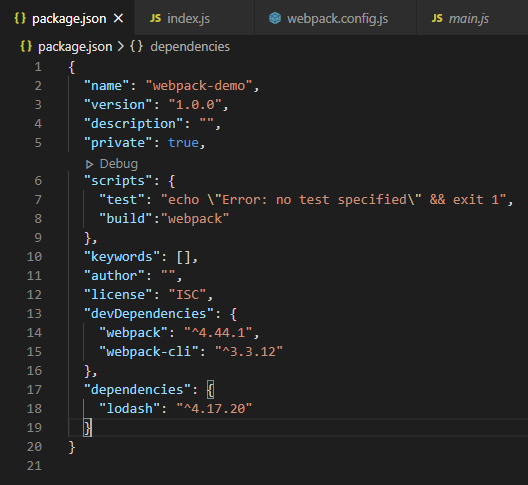 { } package.json × JS index.js webpack.config.js JS main.js
{ } package.json > { } dependencies
1 {
2 "name": "webpack-demo",
3 "version": "1.0.0",
4 "description": "",
5 "private": true,
Debug
6 "scripts": {
7 "test": "echo \"Error: no test specified\" && exit 1",
8 "build":"webpack"
9 },
10 "keywords": [],
11 "author": "",
12 "license": "ISC",
13 "devDependencies": {
14 "webpack": "^4.44.1",
15 "webpack-cli": "^3.3.12"
16 },
17 "dependencies": {
18 "lodash": "^4.17.20"
19 }
20 }
21